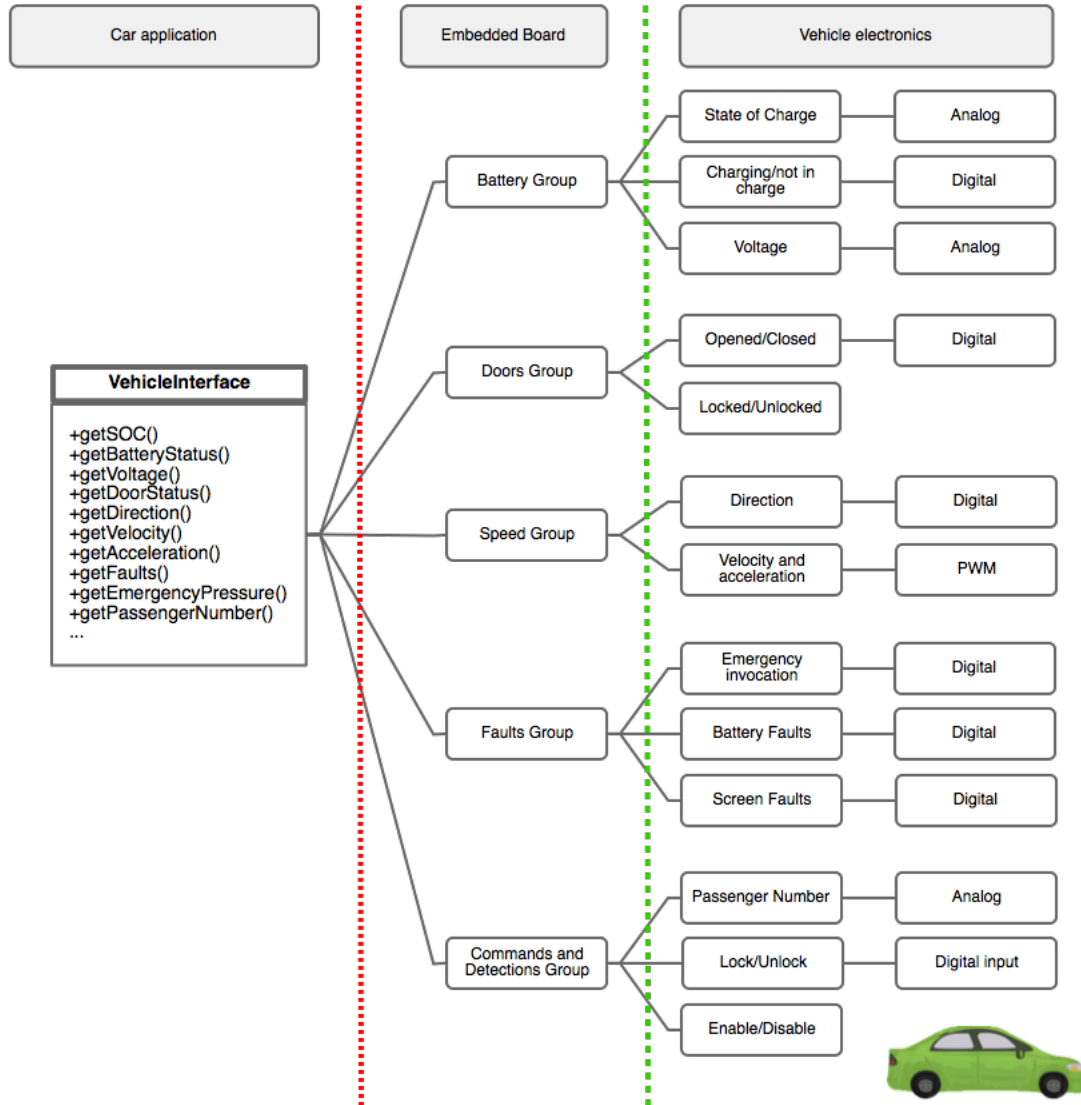 Car application
Embedded Board
Vehicle electronics
State of Charge
Analog
Battery Group
Charging/not in
charge
Digital
Voltage
Analog
Opened/Closed
Digital
Doors Group
Locked/Unlocked
VehicleInterface
+getSOC()
+getBatteryStatus()
+getVoltage()
+getDoorStatus()
+getDirection()
+getVelocity()
+getAcceleration()
+getFaults()
+getEmergencyPressure()
+getPassengerNumber()
...
Direction
Digital
Speed Group
Velocity and
acceleration
PWM
Emergency
invocation
Digital
Faults Group
Battery Faults
Digital
Screen Faults
Digital
Passenger Number
Analog
Commands and
Detections Group
Lock/Unlock
Digital input
Enable/Disable